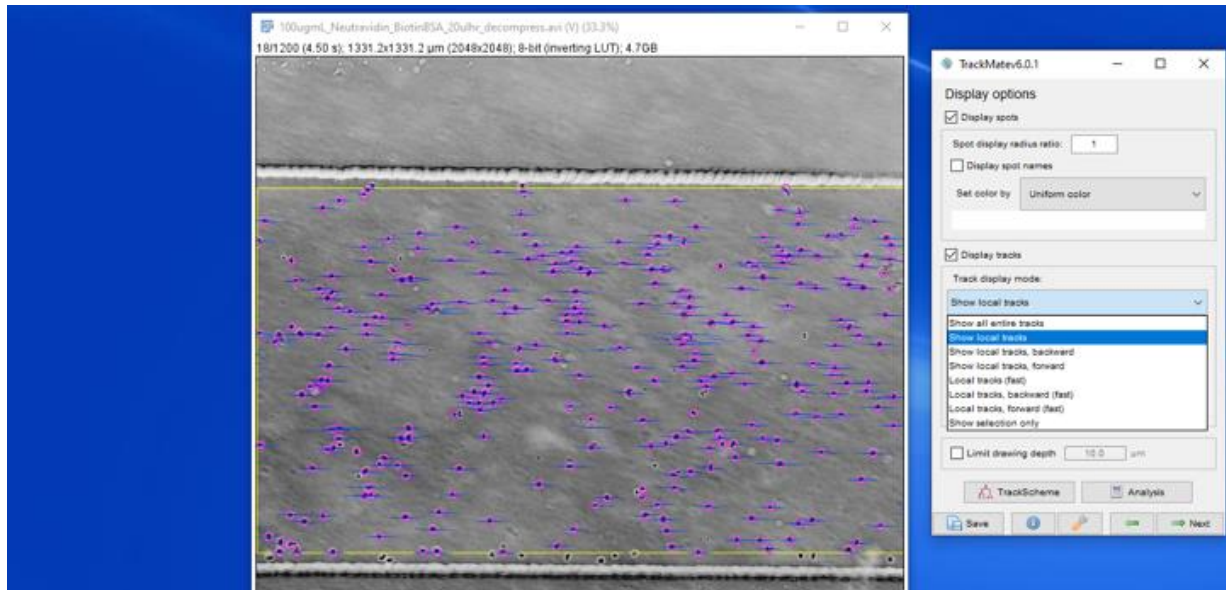 100ugmL_Neutravidin_BiotinBSA_20ulhr_decompress.avi (V) (33.3%)
18/1200 (4.50 s); 1331.2x1331.2 µm (2048x2048); 8-bit (inverting LUT); 4.7GB
TrackMatev6.0.1
Display options
Display spots
Spot display radius ratio: 1
Display spot names
Set color by Uniform color
Display tracks
Track display mode:
Show local tracks
Show all entire tracks
Show local tracks
Show local tracks, backward
Show local tracks, forward
Local tracks (fast)
Local tracks, backward (fast)
Local tracks, forward (fast)
Show selection only
Limit drawing depth 10.0 µm
TrackScheme Analysis
Save Next